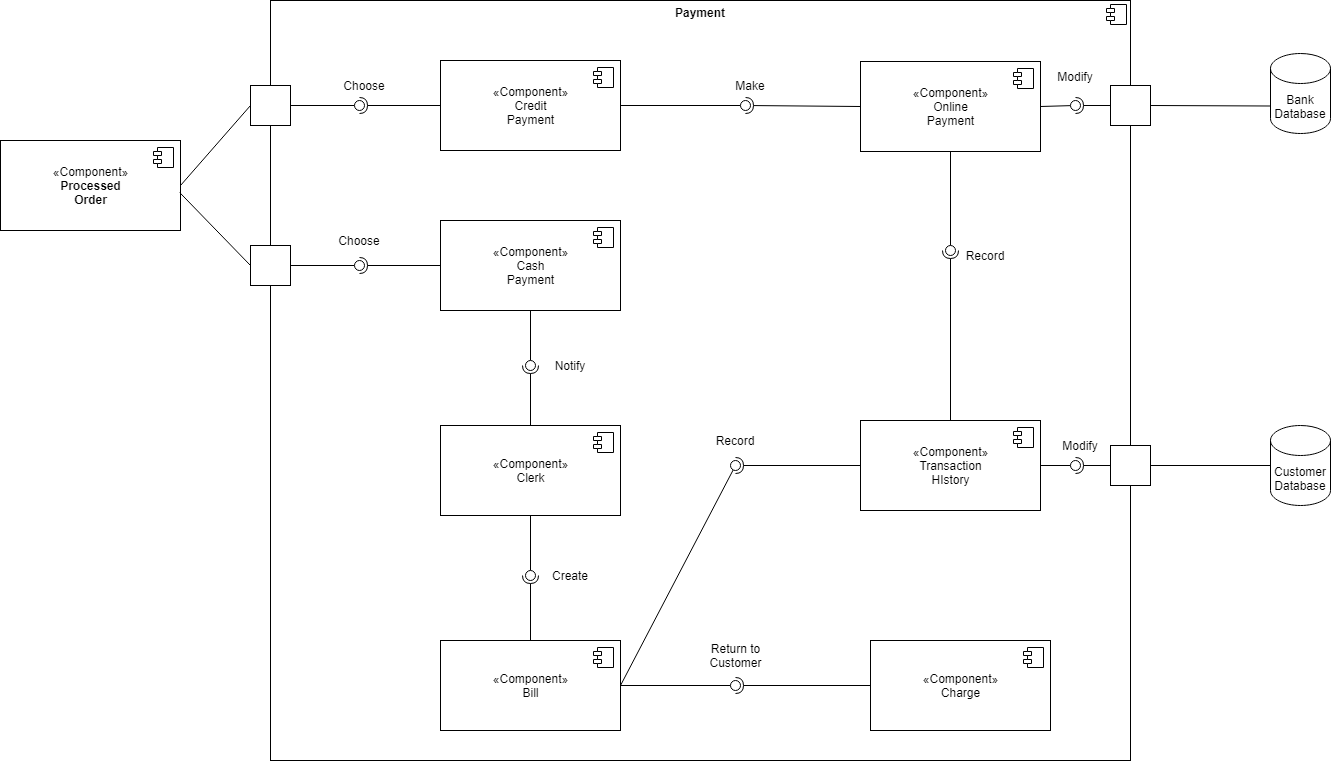 Payment
Choose
«Component»
Credit
Payment
Make
«Component»
Online
Payment
Modify
Bank
Database
«Component»
Processed
Order
Choose
«Component»
Cash
Payment
Record
Notify
«Component»
Clerk
Record
«Component»
Transaction
HIstory
Modify
Customer
Database
Create
«Component»
Bill
Return to
Customer
«Component»
Charge